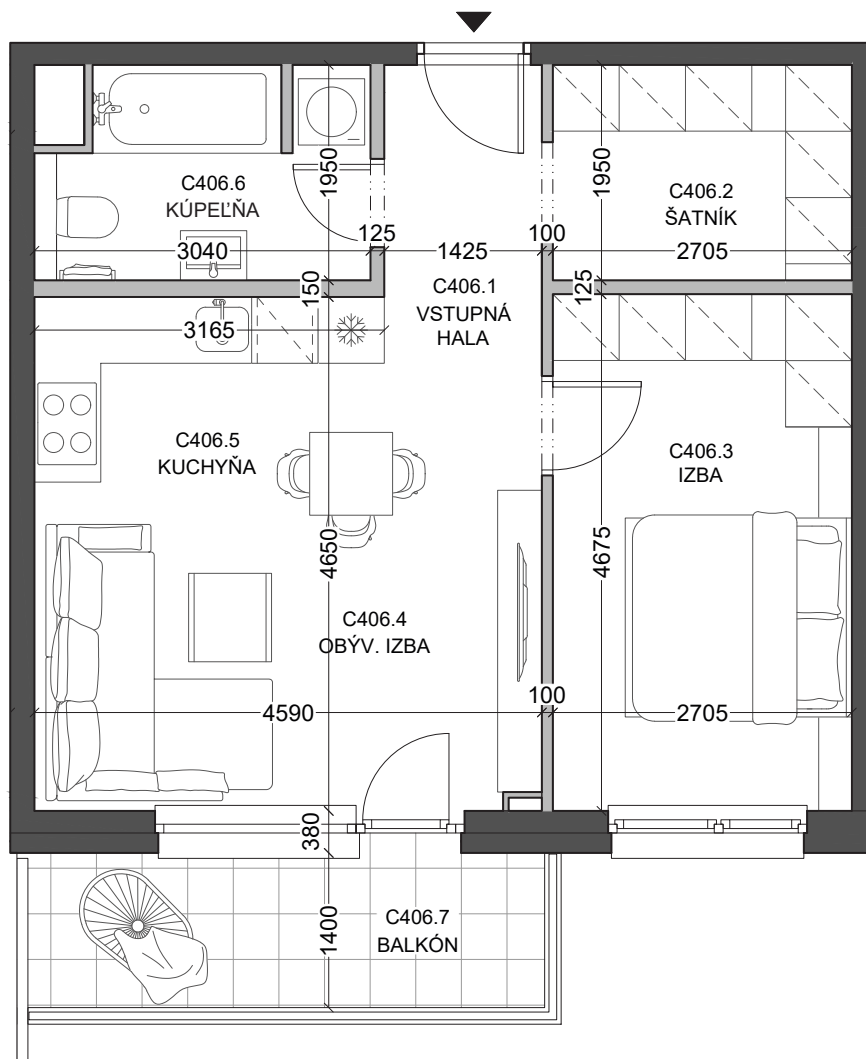 C406.6
KÚPEĽŇA
1950
3040
125
1425
100
1950
C406.2
ŠATNÍK
2705
C406.1
VSTUPNÁ
HALA
150
125
3165
C406.5
KUCHYŇA
C406.3
IZBA
4650
4675
C406.4
OBÝV. IZBA
4590
100
2705
380
1400
C406.7
BALKÓN